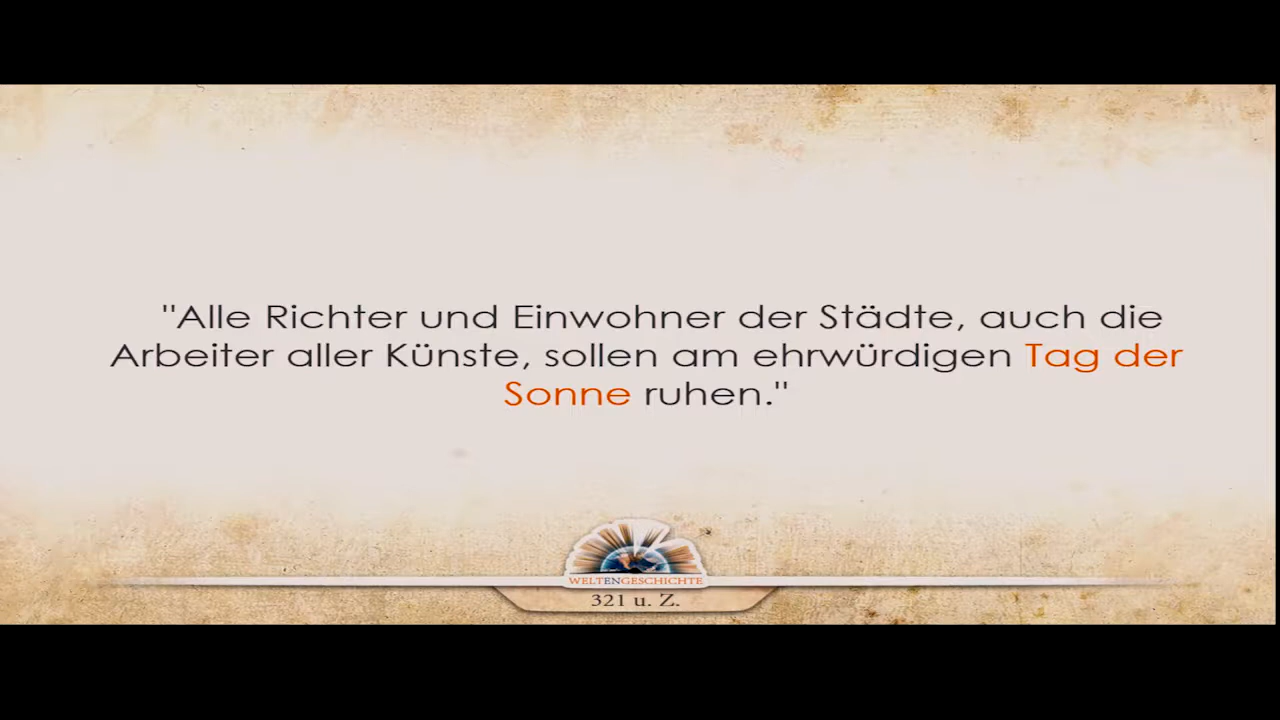 "Alle Richter und Einwohner der Städte, auch die
Arbeiter aller Künste, sollen am ehrwürdigen Tag der
Sonne ruhen."
WELTENGESCHICHTE
321 u. Z.